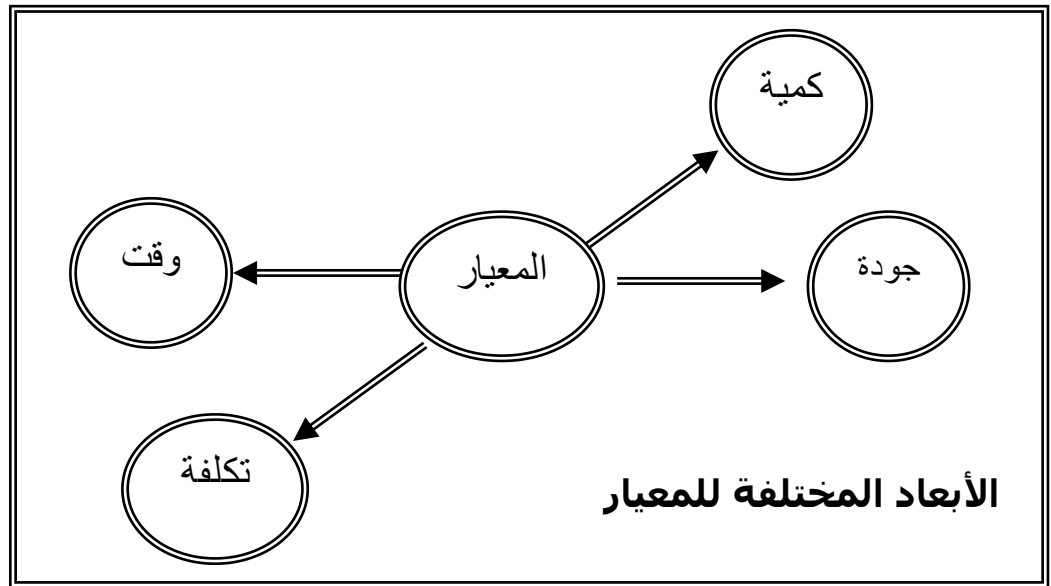 كمية
جودة
المعيار
وقت
تكلفة
الأبعاد المختلفة للمعيار